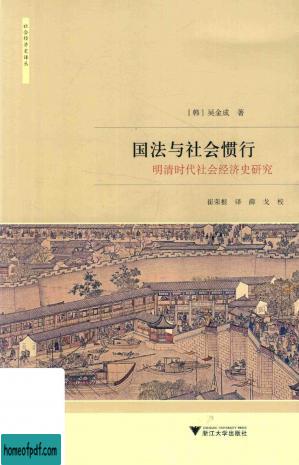 社会经济史译丛
〔韩〕吴金成 著
国法与社会惯行
明清时代社会经济史研究
崔荣根 译 薛 戈 校
浙江大学出版社
homeofpdf.com